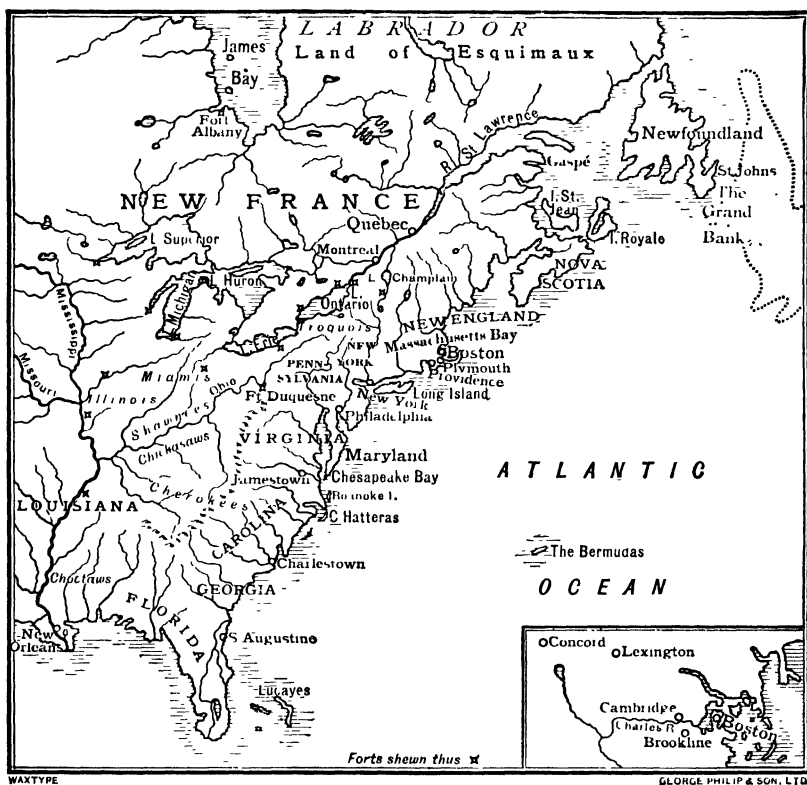 LABRADOR
Land of Esquimaux
James
Bay
Fort
Albany
R. St Lawrence
Newfoundland
Gaspé
St Johns
The
Grand
Bank
NEW FRANCE
I. St.
Jean
Quebec
I. Royale
L Superior
Montreal
NOVA
SCOTIA
L Huron
L Champlain
Michigan
L.
Ontario
Mississippi
Iroquois
NEW ENGLAND
Erie
NEW
YORK
Massachusetts Bay
Boston
Plymouth
Providence
PENN
SYLVANIA
Missouri
Miamis
Illinois
Ohio
Ft Duquesne
New York
Long Island
Shawnees
Philadelphia
VIRGINIA
Chickasaws
Maryland
Jamestown
Chesapeake Bay
Cherokees
Roanoke I.
LOUISIANA
CAROLINA
C Hatteras
ATLANTIC
OCEAN
The Bermudas
Charlestown
Choctaws
GEORGIA
FLORIDA
New
Orleans
S Augustine
Lucayes
Concord
Lexington
Cambridge
Charles R
Boston
Brookline
Forts shewn thus
WAXTYPE
GEORGE PHILIP & SON, LTD